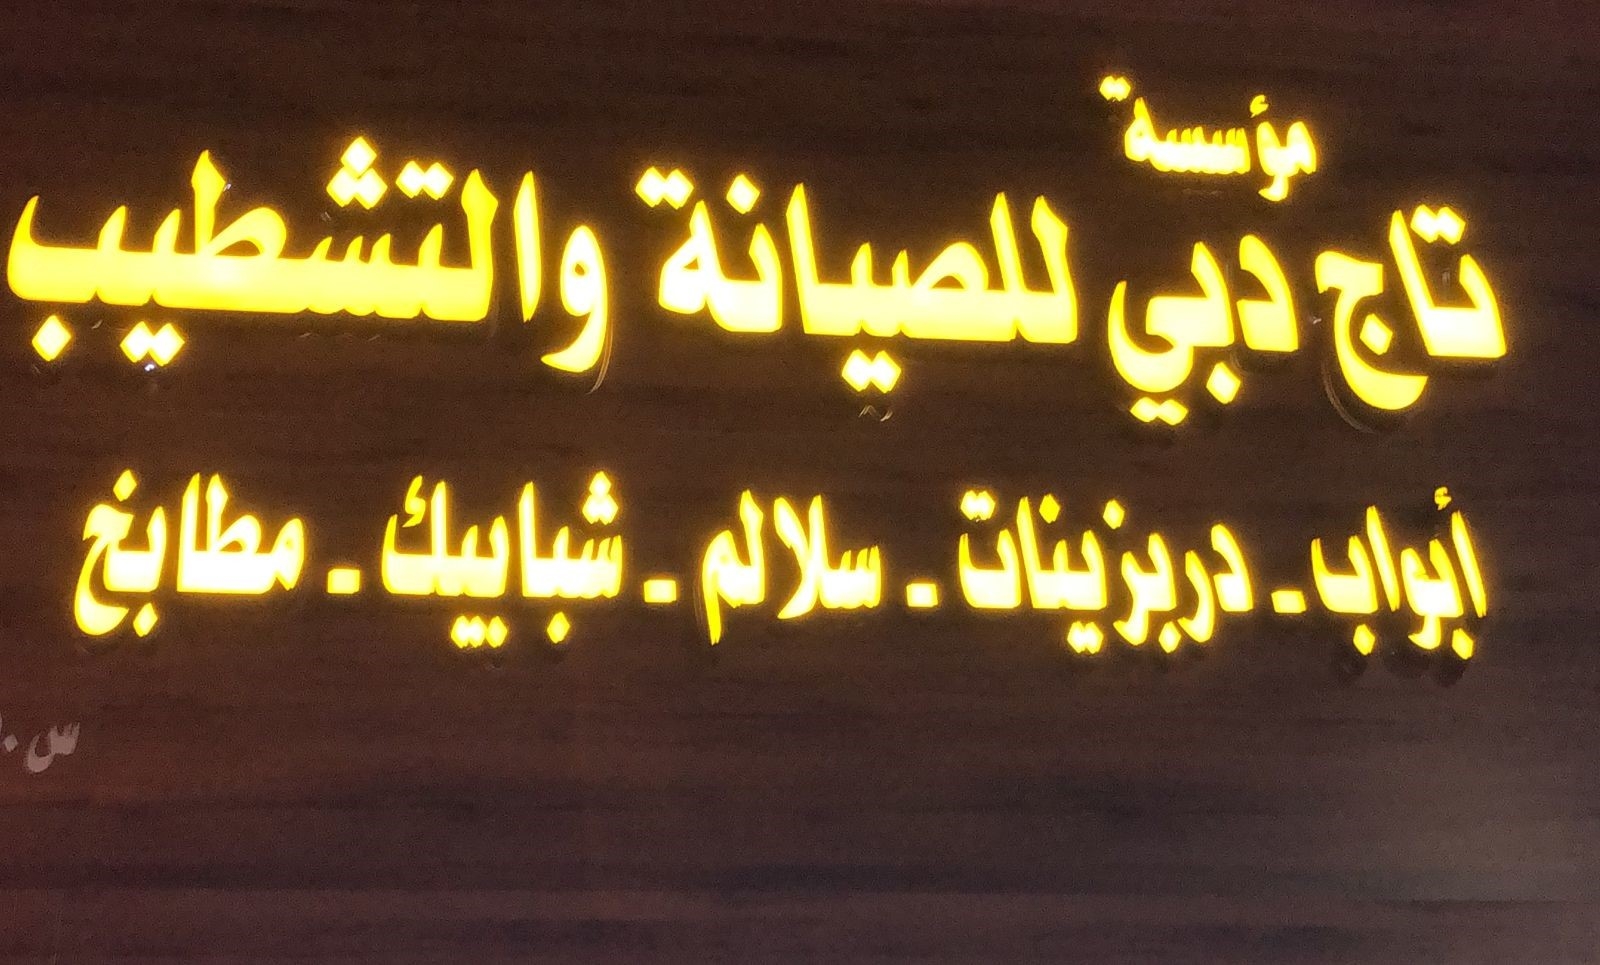 مؤسسة
تاج دبي للصيانة والتشطيب
أبواب - دربزينات - سلالم - شبابيك - مطابخ
س.